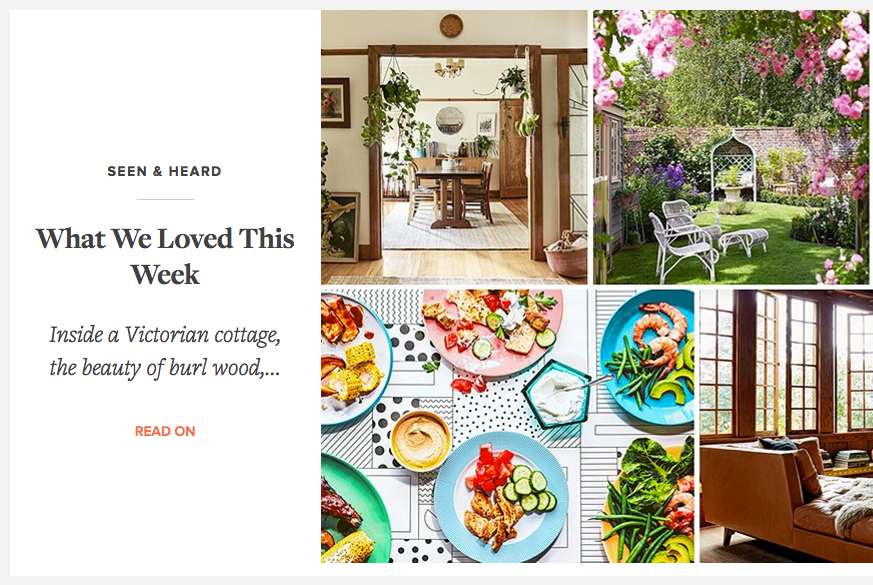 SEEN & HEARD
What We Loved This
Week
Inside a Victorian cottage,
the beauty of burl wood,...
READ ON